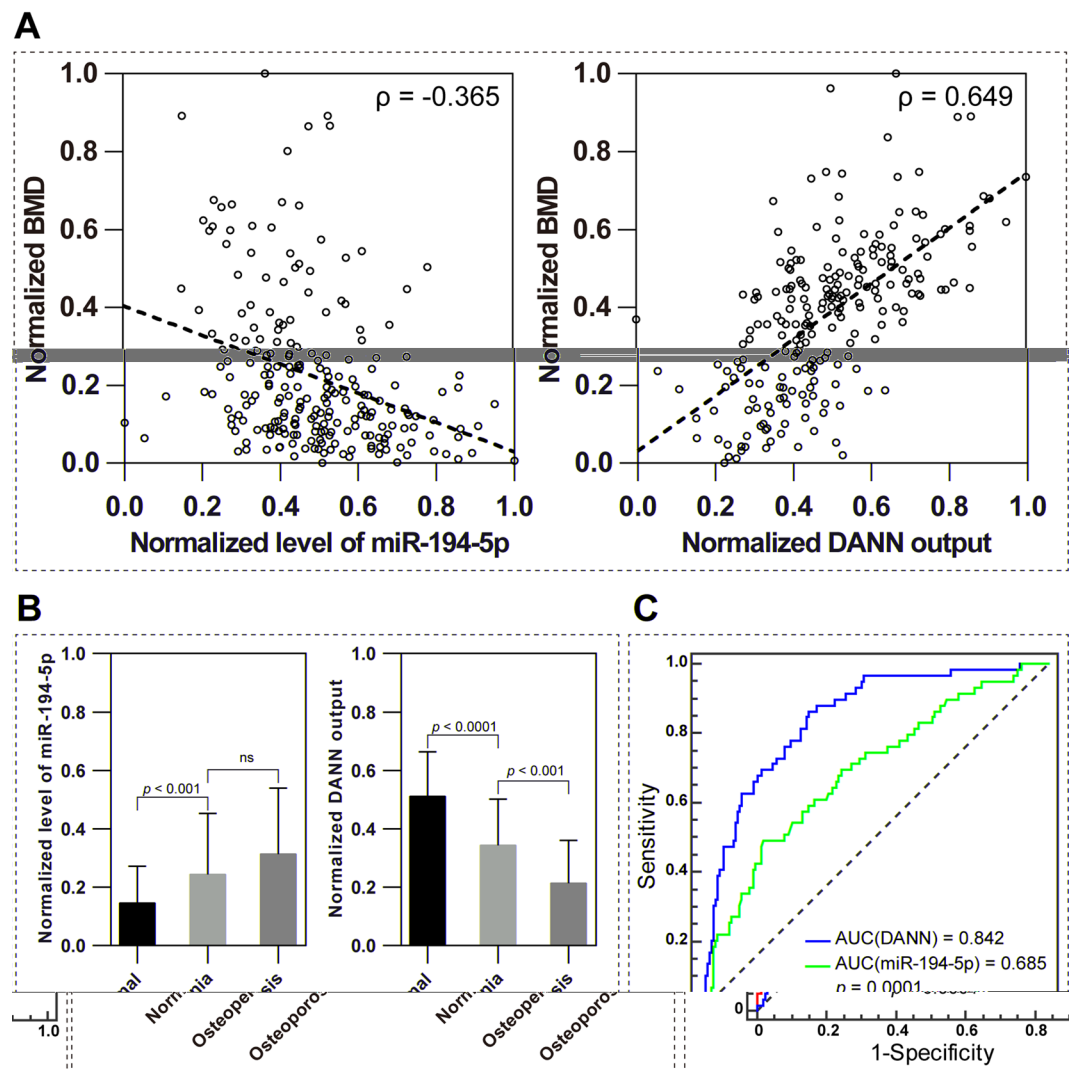 A
1.0
0.8
0.6
0.4
0.2
0.0
Normalized BMD
ρ = -0.365
0.0 0.2 0.4 0.6 0.8 1.0
Normalized level of miR-194-5p
1.0
0.8
0.6
0.4
0.2
0.0
Normalized BMD
ρ = 0.649
0.0 0.2 0.4 0.6 0.8 1.0
Normalized DANN output
B
1.0
0.8
0.6
0.4
0.2
0.0
Normalized level of miR-194-5p
p < 0.001
ns
1.0
0.8
0.6
0.4
0.2
0.0
Normalized DANN output
p < 0.0001
p < 0.001
C
1.0
0.8
0.6
0.4
0.2
Sensitivity
AUC(DANN) = 0.842
AUC(miR-194-5p) = 0.685
p = 0.0001
1.0
0
0 0.2 0.4 0.6 0.8
1-Specificity